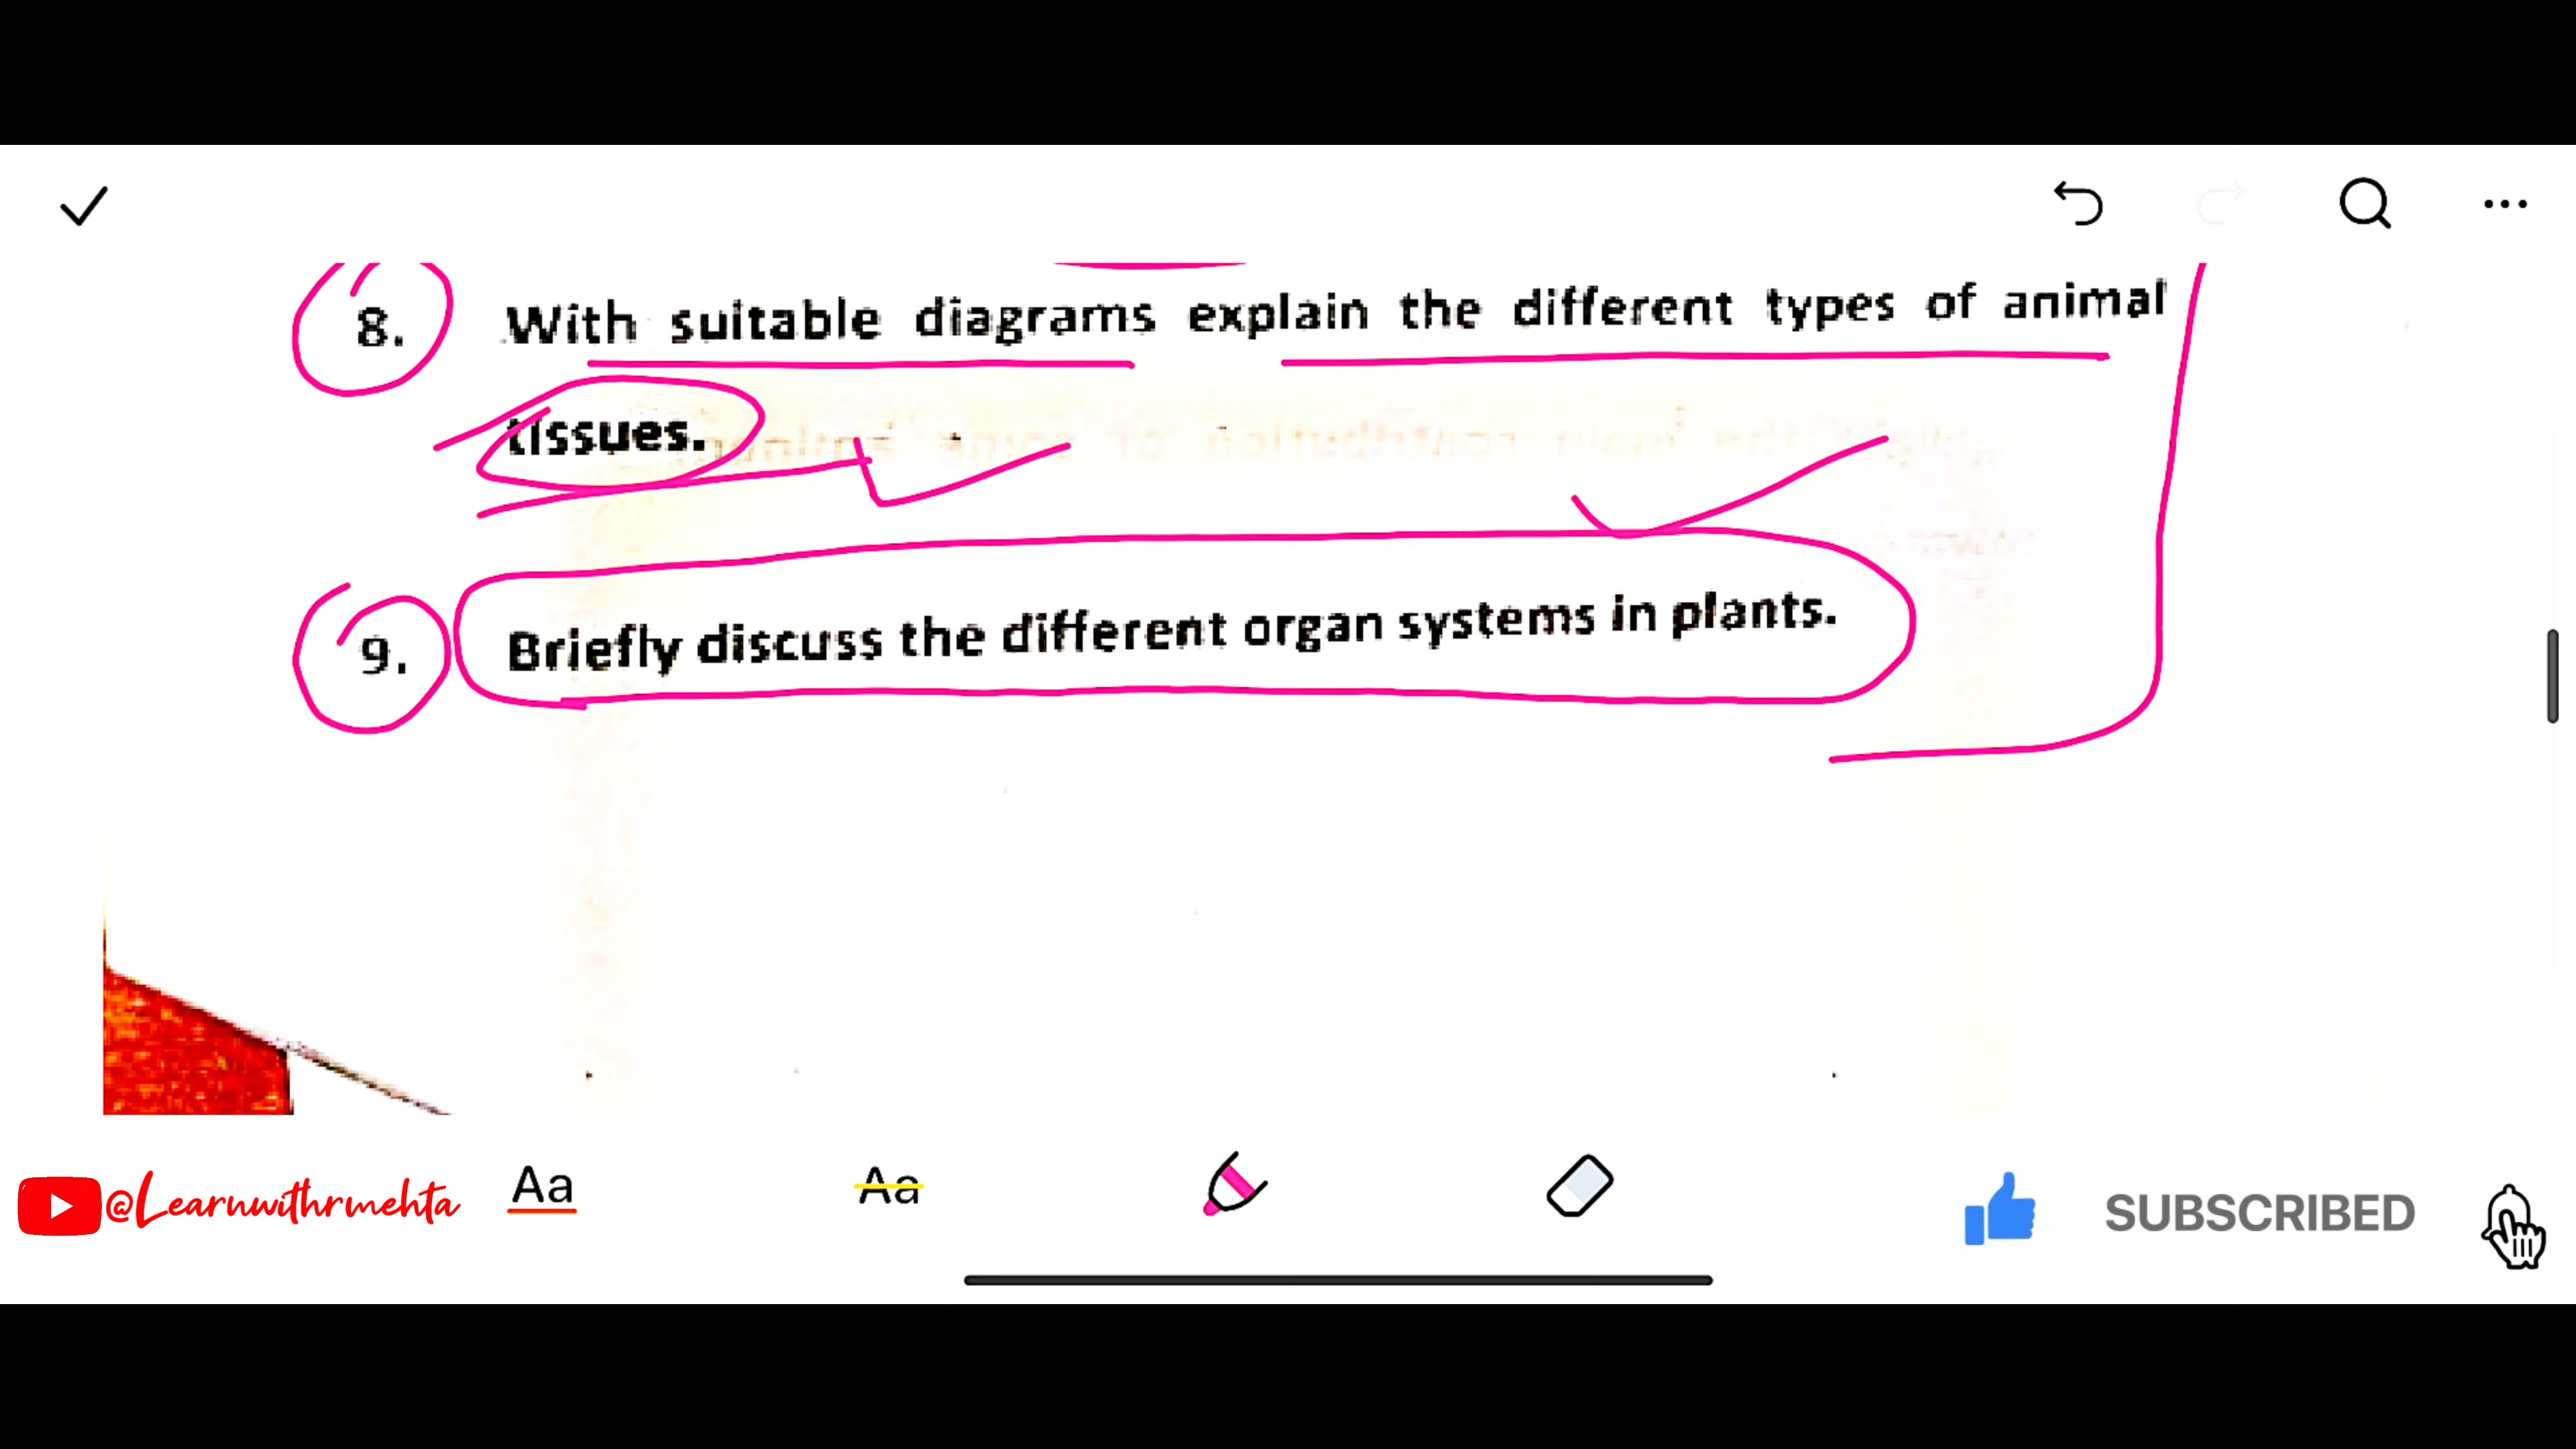 8. With suitable diagrams explain the different types of animal
tissues.
9. Briefly discuss the different organ systems in plants.
@Learnwithrmehta
Aa
Aa
SUBSCRIBED